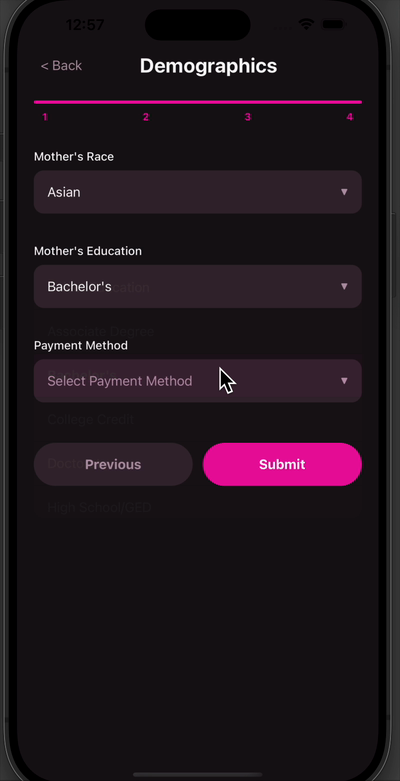 12:57
< Back
Demographics
1 2 3 4
Mother's Race
Asian
Mother's Education
Bachelor's
Associate Degree
Payment Method
Select Payment Method
College Credit
Previous
Submit
High School/GED